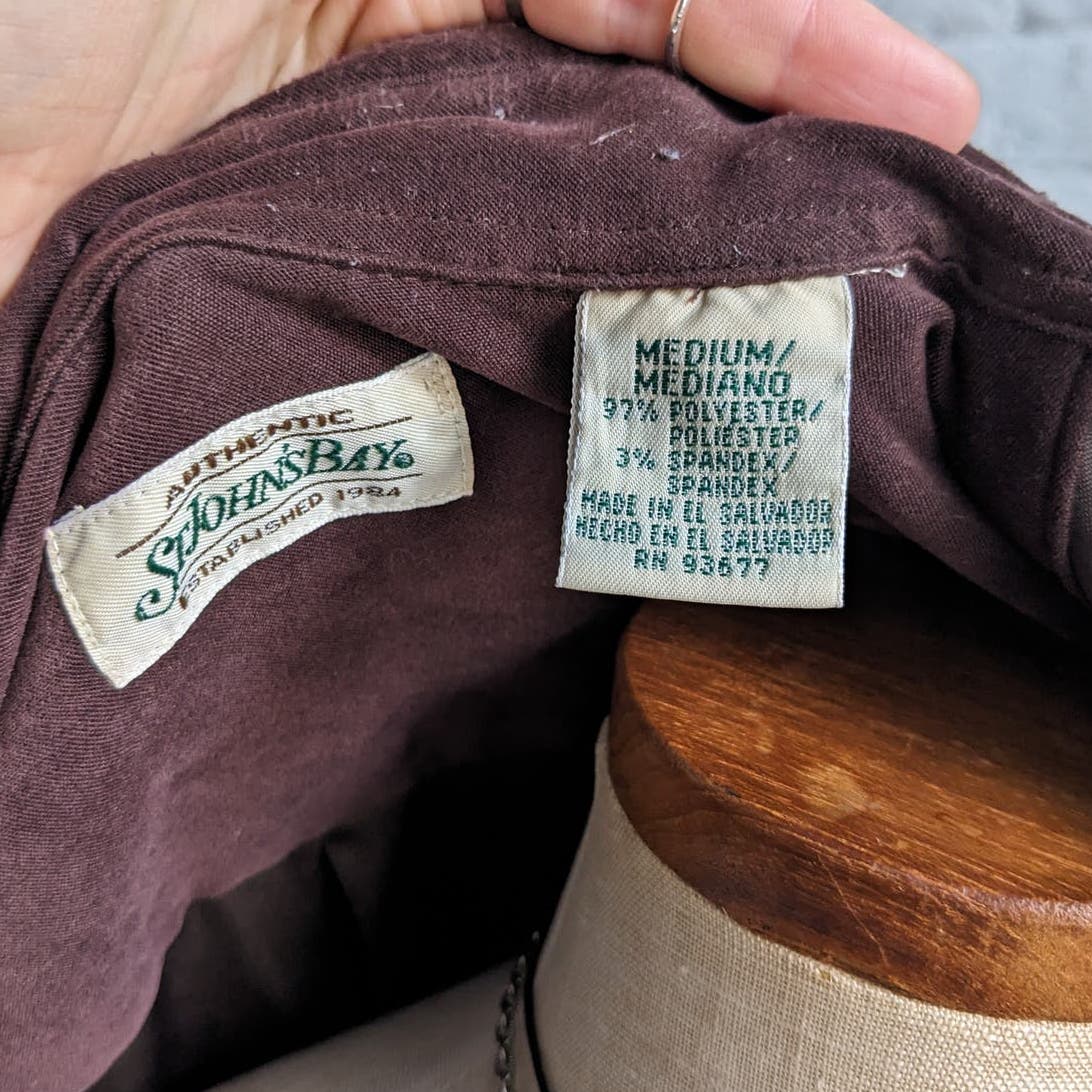 AUTHENTIC
ST. JOHN'S BAY®
ESTABLISHED 1984
MEDIUM/
MEDIANO
97% POLYESTER/
POLIESTER
3% SPANDEX/
SPANDEX
MADE IN EL SALVADOR
HECHO EN EL SALVADOR
RN 93677